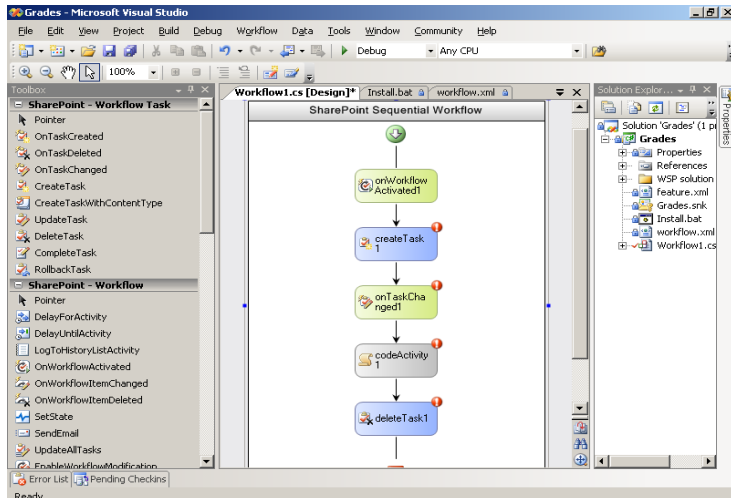 Grades - Microsoft Visual Studio
File Edit View Project Build Debug Workflow Data Tools Window Community Help
Debug Any CPU
100%
Toolbox
Workflow1.cs [Design]* Install.bat workflow.xml
Solution Explor...
Properties
SharePoint - Workflow Task
Pointer
OnTaskCreated
OnTaskDeleted
OnTaskChanged
CreateTask
CreateTaskWithContentType
UpdateTask
DeleteTask
CompleteTask
RollbackTask
SharePoint - Workflow
Pointer
DelayForActivity
DelayUntilActivity
LogToHistoryListActivity
OnWorkflowActivated
OnWorkflowItemChanged
OnWorkflowItemDeleted
SetState
SendEmail
UpdateAllTasks
EnableWorkflowModification
SharePoint Sequential Workflow
onWorkflow
Activated1
createTask
1
onTaskCha
nged1
codeActivity
1
deleteTask1
Solution 'Grades' (1 p
Grades
Properties
References
WSP solution
feature.xml
Grades.snk
Install.bat
workflow.xml
Workflow1.cs
Error List Pending Checkins
Ready